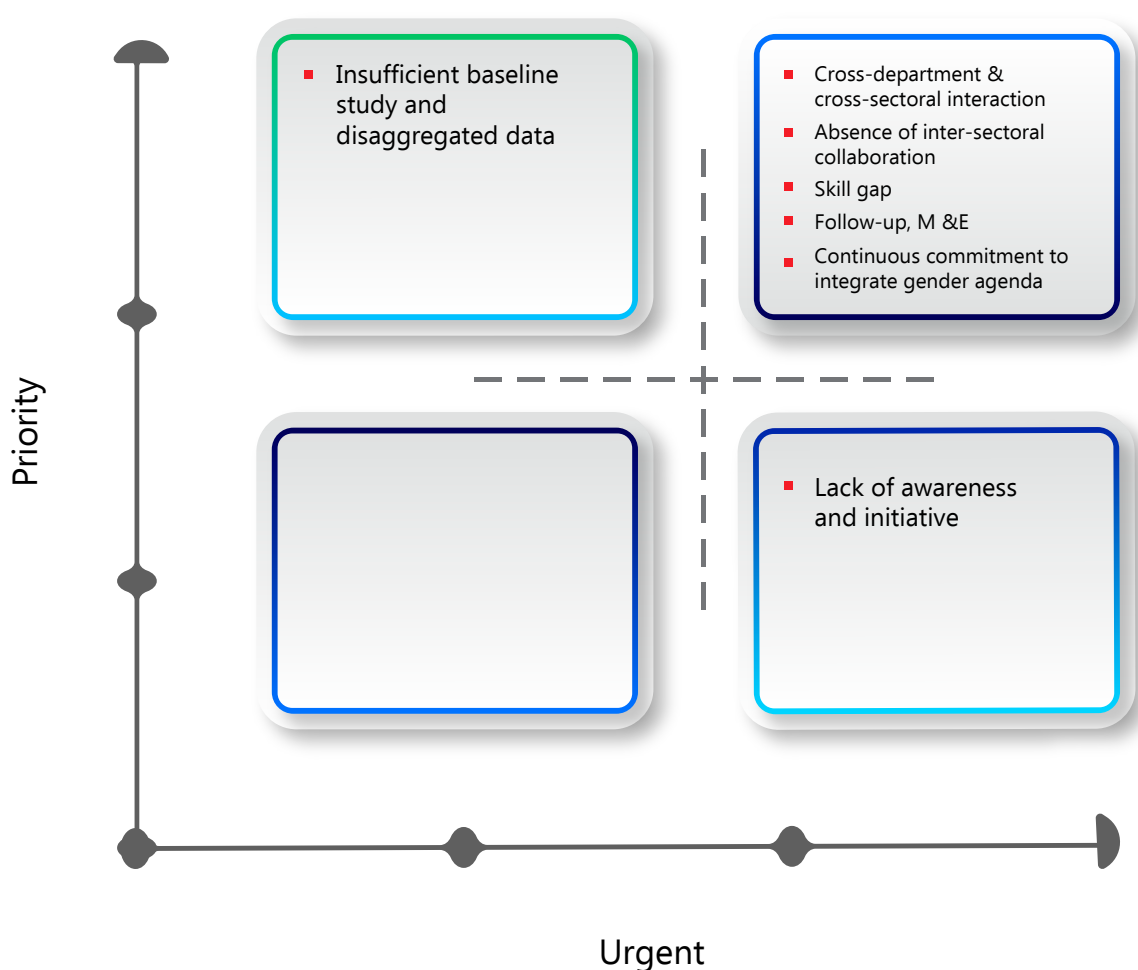 Insufficient baseline
study and
disaggregated data
Cross-department &
cross-sectoral interaction
Absence of inter-sectoral
collaboration
Skill gap
Follow-up, M &E
Continuous commitment to
integrate gender agenda
Priority
Lack of awareness
and initiative
Urgent